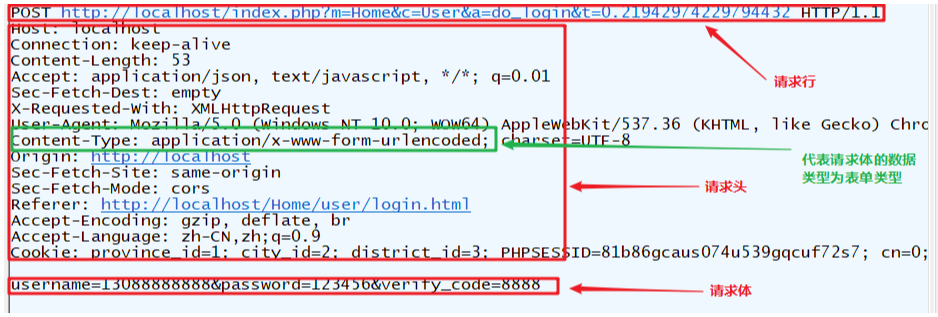 POST http://localhost/index.php?m=Home&c=User&a=do_login&t=0.219429/4229/94432 HTTP/1.1
Host: localhost
Connection: keep-alive
Content-Length: 53
Accept: application/json, text/javascript, */*; q=0.01
Sec-Fetch-Dest: empty
X-Requested-With: XMLHttpRequest
User-Agent: Mozilla/5.0 (Windows NT 10.0; WOW64) AppleWebKit/537.36 (KHTML, like Gecko) Chro
Content-Type: application/x-www-form-urlencoded; charset=UTF-8
Origin: http://localhost
Sec-Fetch-Site: same-origin
Sec-Fetch-Mode: cors
Referer: http://localhost/Home/user/login.html
Accept-Encoding: gzip, deflate, br
Accept-Language: zh-CN,zh;q=0.9
Cookie: province_id=1; city_id=2; district_id=3; PHPSESSID=81b86gcaus074u539gqcuf72s7; cn=0;
username=13088888888&password=123456&verify_code=8888
请求行
代表请求体的数据
类型为表单类型
请求头
请求体